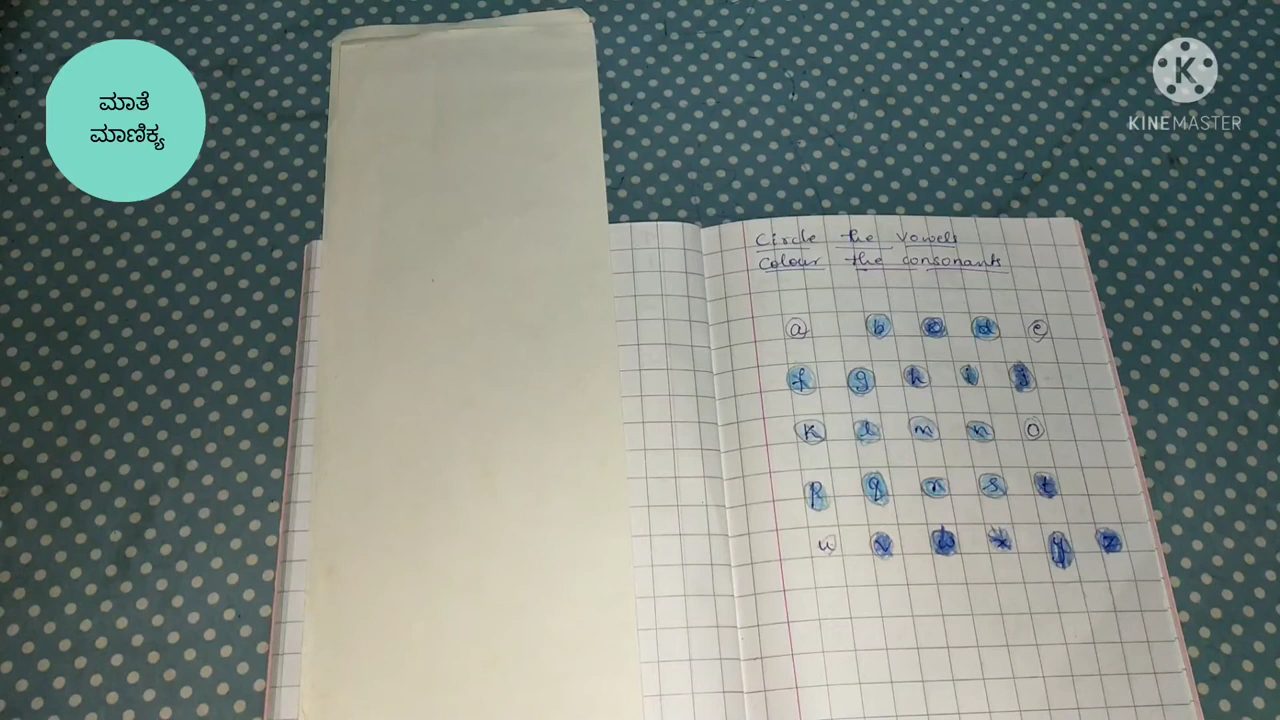 ಮಾತೆ
ಮಾಣಿಕ್ಯ
KINEMASTER
Circle the vowels
Colour the consonants
a b c d e
f g h i j
k l m n o
p q r s t
u v w x y z